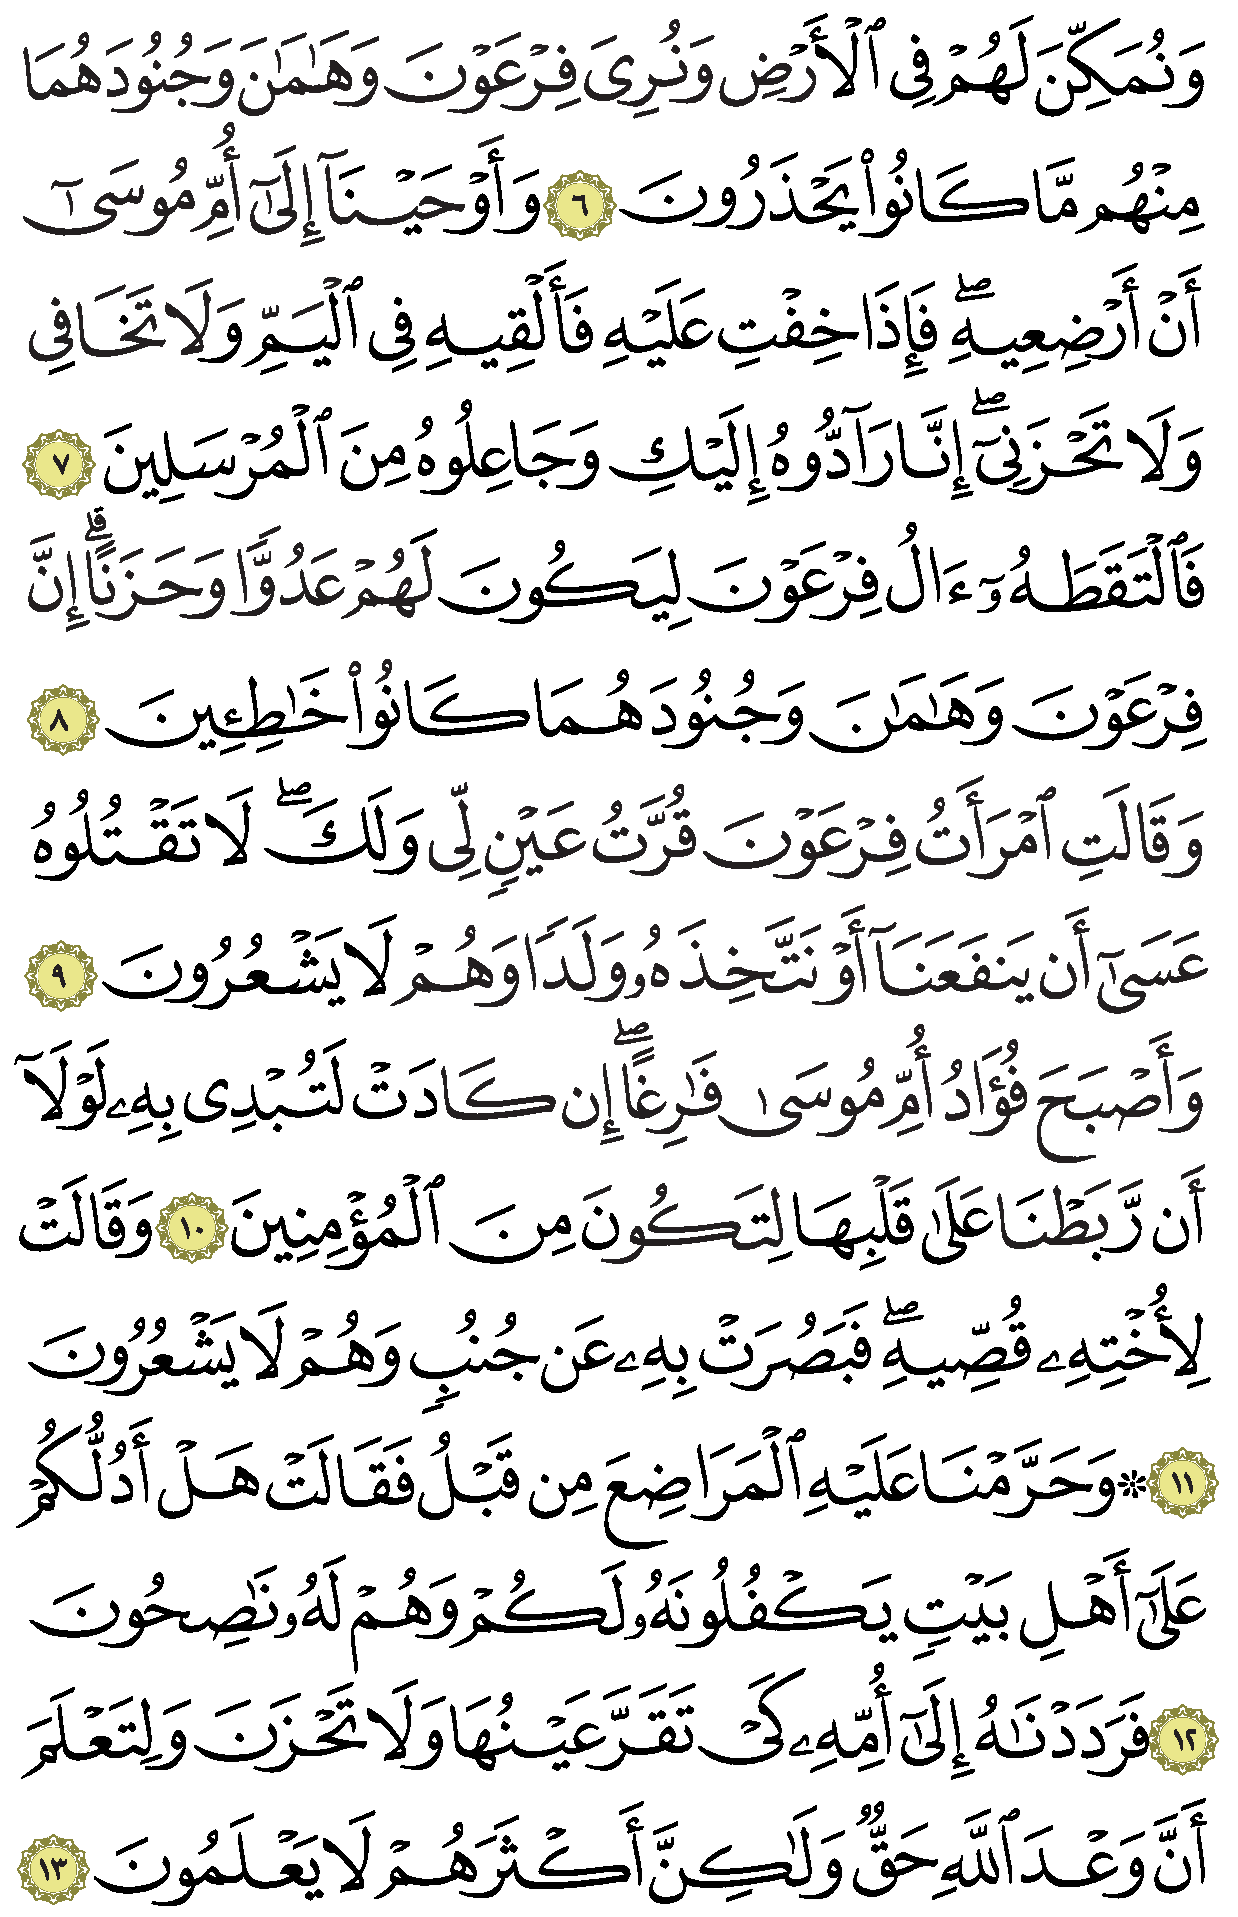 وَنُمَكِّنَ لَهُمْ فِى ٱلْأَرْضِ وَنُرِىَ فِرْعَوْنَ وَهَـٰمَـٰنَ وَجُنُودَهُمَا
مِنْهُم مَّا كَانُوا۟ يَحْذَرُونَ ٦ وَأَوْحَيْنَآ إِلَىٰٓ أُمِّ مُوسَىٰٓ
أَنْ أَرْضِعِيهِ ۖ فَإِذَا خِفْتِ عَلَيْهِ فَأَلْقِيهِ فِى ٱلْيَمِّ وَلَا تَخَافِى
وَلَا تَحْزَنِىٓ ۖ إِنَّا رَآدُّوهُ إِلَيْكِ وَجَاعِلُوهُ مِنَ ٱلْمُرْسَلِينَ ٧
فَٱلْتَقَطَهُۥٓ ءَالُ فِرْعَوْنَ لِيَكُونَ لَهُمْ عَدُوًّا وَحَزَنًا ۗ إِنَّ
فِرْعَوْنَ وَهَـٰمَـٰنَ وَجُنُودَهُمَا كَانُوا۟ خَـٰطِـِٔينَ ٨
وَقَالَتِ ٱمْرَأَتُ فِرْعَوْنَ قُرَّتُ عَيْنٍ لِّى وَلَكَ ۖ لَا تَقْتُلُوهُ
عَسَىٰٓ أَن يَنفَعَنَآ أَوْ نَتَّخِذَهُۥ وَلَدًا وَهُمْ لَا يَشْعُرُونَ ٩
وَأَصْبَحَ فُؤَادُ أُمِّ مُوسَىٰ فَـٰرِغًا ۖ إِن كَادَتْ لَتُبْدِى بِهِۦ لَوْلَآ
أَن رَّبَطْنَا عَلَىٰ قَلْبِهَا لِتَكُونَ مِنَ ٱلْمُؤْمِنِينَ ١٠ وَقَالَتْ
لِأُخْتِهِۦ قُصِّيهِ ۖ فَبَصُرَتْ بِهِۦ عَن جُنُبٍ وَهُمْ لَا يَشْعُرُونَ
١١ ۞ وَحَرَّمْنَا عَلَيْهِ ٱلْمَرَاضِعَ مِن قَبْلُ فَقَالَتْ هَلْ أَدُلُّكُمْ
عَلَىٰٓ أَهْلِ بَيْتٍ يَكْفُلُونَهُۥ لَكُمْ وَهُمْ لَهُۥ نَـٰصِحُونَ
١٢ فَرَدَدْنَـٰهُ إِلَىٰٓ أُمِّهِۦ كَىْ تَقَرَّ عَيْنُهَا وَلَا تَحْزَنَ وَلِتَعْلَمَ
أَنَّ وَعْدَ ٱللَّهِ حَقٌّ وَلَـٰكِنَّ أَكْثَرَهُمْ لَا يَعْلَمُونَ ١٣